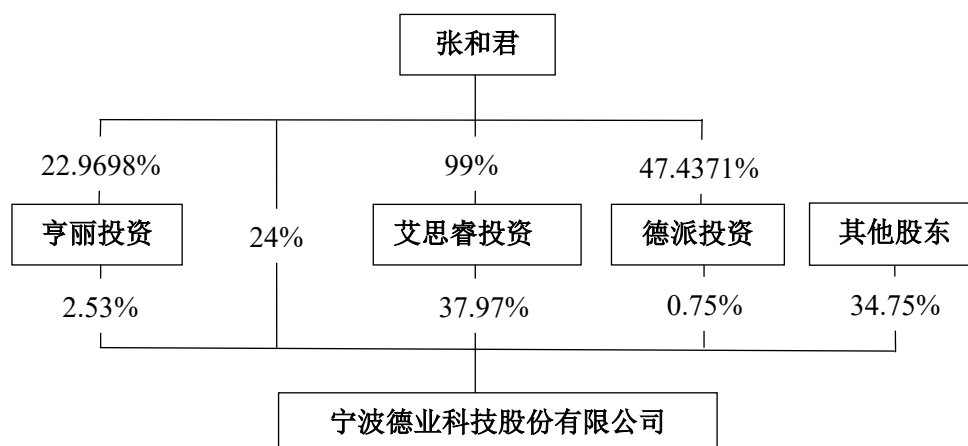 张和君
22.9698%
99%
47.4371%
亨丽投资
24%
艾思睿投资
德派投资
其他股东
2.53%
37.97%
0.75%
34.75%
宁波德业科技股份有限公司